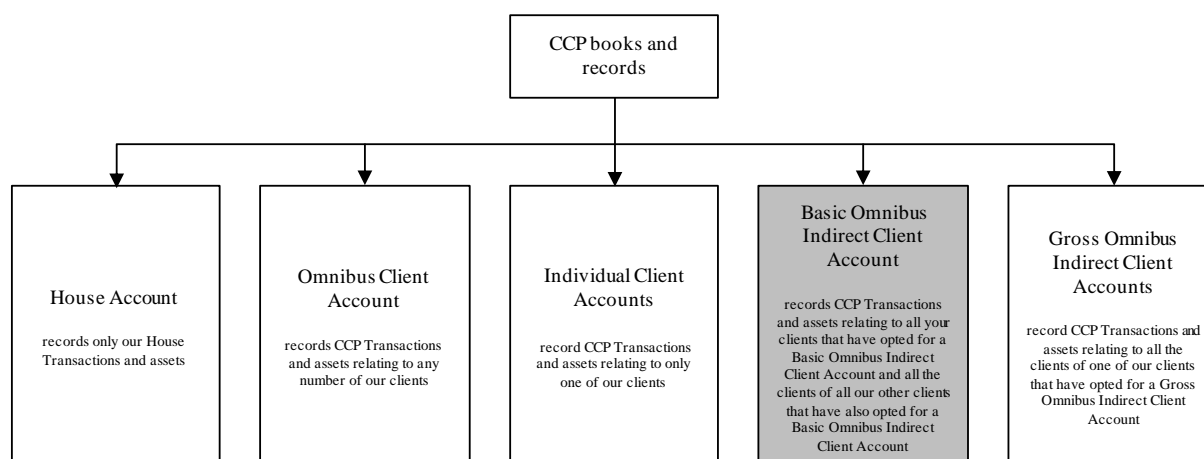 CCP books and
records
House Account
records only our House
Transactions and assets
Omnibus Client
Account
records CCP Transactions
and assets relating to any
number of our clients
Individual Client
Accounts
record CCP Transactions
and assets relating to only
one of our clients
Basic Omnibus
Indirect Client
Account
records CCP Transactions
and assets relating to all your
clients that have opted for a
Basic Omnibus Indirect
Client Account and all the
clients of all our other clients
that have also opted for a
Basic Omnibus Indirect
Client Account
Gross Omnibus
Indirect Client
Accounts
record CCP Transactions and
assets relating to all the
clients of one of our clients
that have opted for a Gross
Omnibus Indirect Client
Account